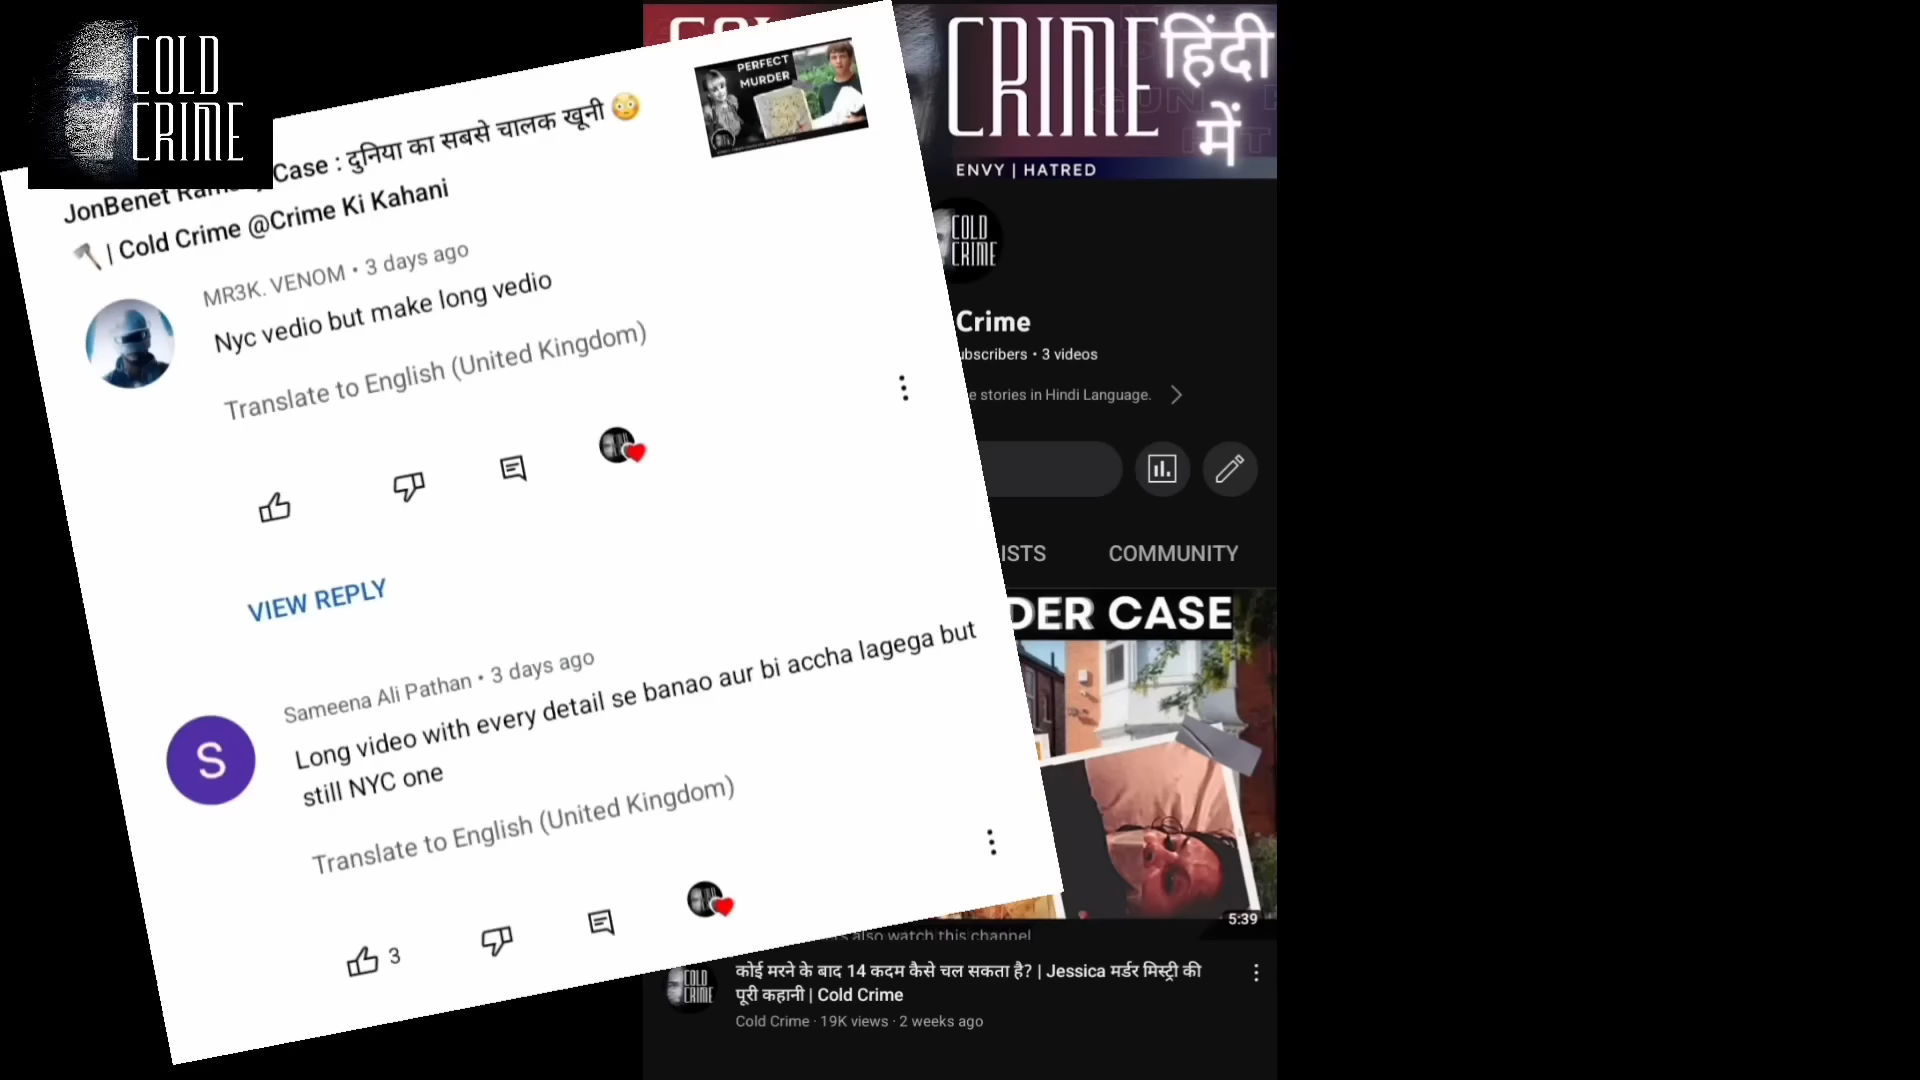 COLD
CRIME
PERFECT
MURDER
JonBenet Case : दुनिया का सबसे चालक खूनी 😳
🪓 | Cold Crime @Crime Ki Kahani
MR3K. VENOM • 3 days ago
Nyc vedio but make long vedio
Translate to English (United Kingdom)
VIEW REPLY
S
Sameena Ali Pathan • 3 days ago
Long video with every detail se banao aur bi accha lagega but
still NYC one
Translate to English (United Kingdom)
3
CRIME
हिंदी
में
ENVY | HATRED
COLD
CRIME
Crime
• 3 videos
stories in Hindi Language.
COMMUNITY
CASE
5:39
also watch this channel
COLD
CRIME
कोई मरने के बाद 14 कदम कैसे चल सकता है? | Jessica मर्डर मिस्ट्री की
पूरी कहानी | Cold Crime
Cold Crime · 19K views · 2 weeks ago